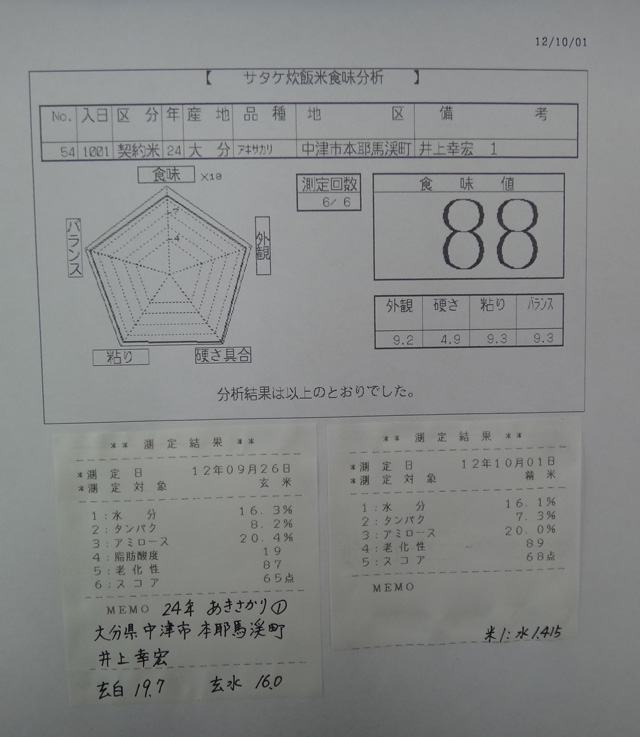 12/10/01
【 サタケ炊飯米食味分析 】
No. 入日 区分 年 産地 品種 地区 備考
54 1001 契約米 24 大分 アキサカリ 中津市本耶馬渓町 井上幸宏 1
食味 ×10
7
4
バランス
外観
粘り
硬さ具合
測定回数
6/ 6
食味値
88
外観 硬さ 粘り バランス
9.2 4.9 9.3 9.3
分析結果は以上のとおりでした。
** 測定結果 **
*測定日 12年09月26日
*測定対象 玄米
1:水分 16.3%
2:タンパク 8.2%
3:アミロース 20.4%
4:脂肪酸度 19
5:老化性 87
6:スコア 65点
MEMO 24年 あきさかり①
大分県中津市本耶馬渓町
井上幸宏
玄白 19.7 玄水 16.0
** 測定結果 **
*測定日 12年10月01日
*測定対象 精米
1:水分 16.1%
2:タンパク 7.3%
3:アミロース 20.0%
4:老化性 89
5:スコア 68点
MEMO
米1:水1.415